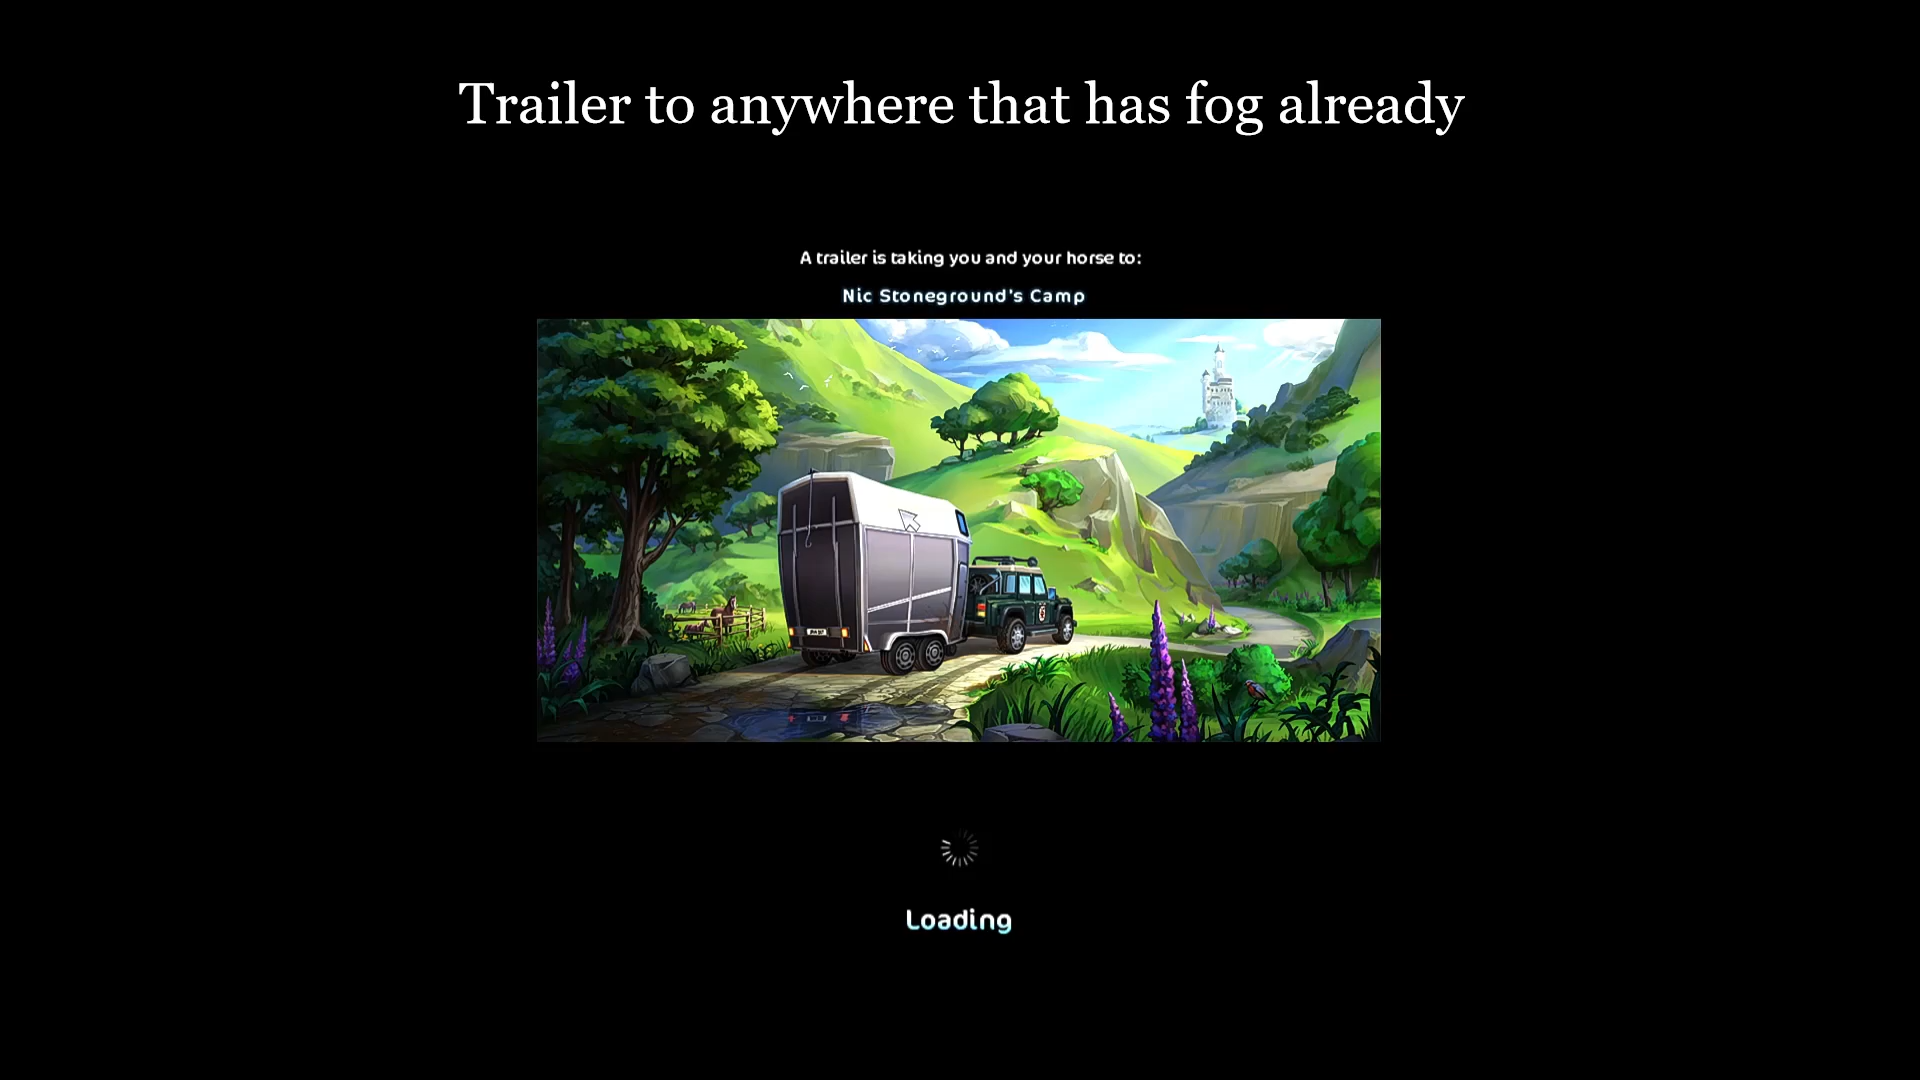 Trailer to anywhere that has fog already
A trailer is taking you and your horse to:
Nic Stoneground's Camp
Loading